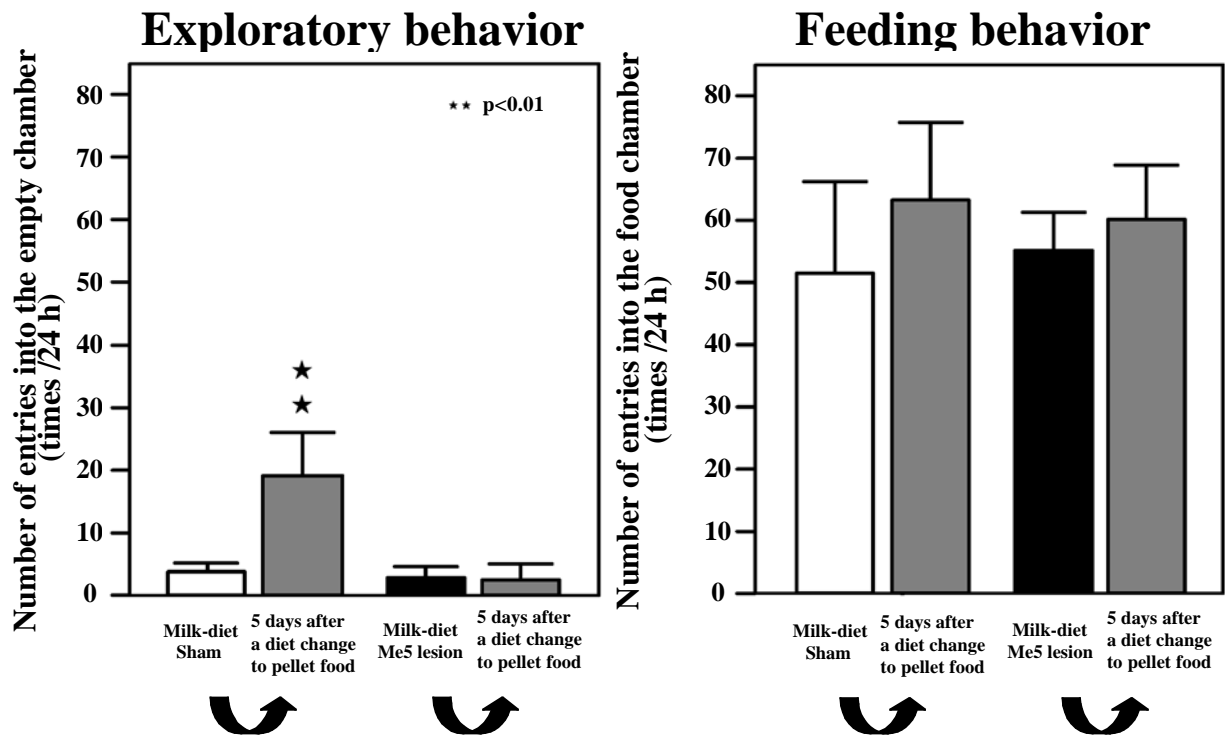 Exploratory behavior
Number of entries into the empty chamber
(times /24 h)
80
70
60
50
40
30
20
10
0
★★ p<0.01
★
★
Milk-diet
Sham
5 days after
a diet change
to pellet food
Milk-diet
Me5 lesion
5 days after
a diet change
to pellet food
Feeding behavior
Number of entries into the food chamber
(times /24 h)
80
70
60
50
40
30
20
10
0
Milk-diet
Sham
5 days after
a diet change
to pellet food
Milk-diet
Me5 lesion
5 days after
a diet change
to pellet food